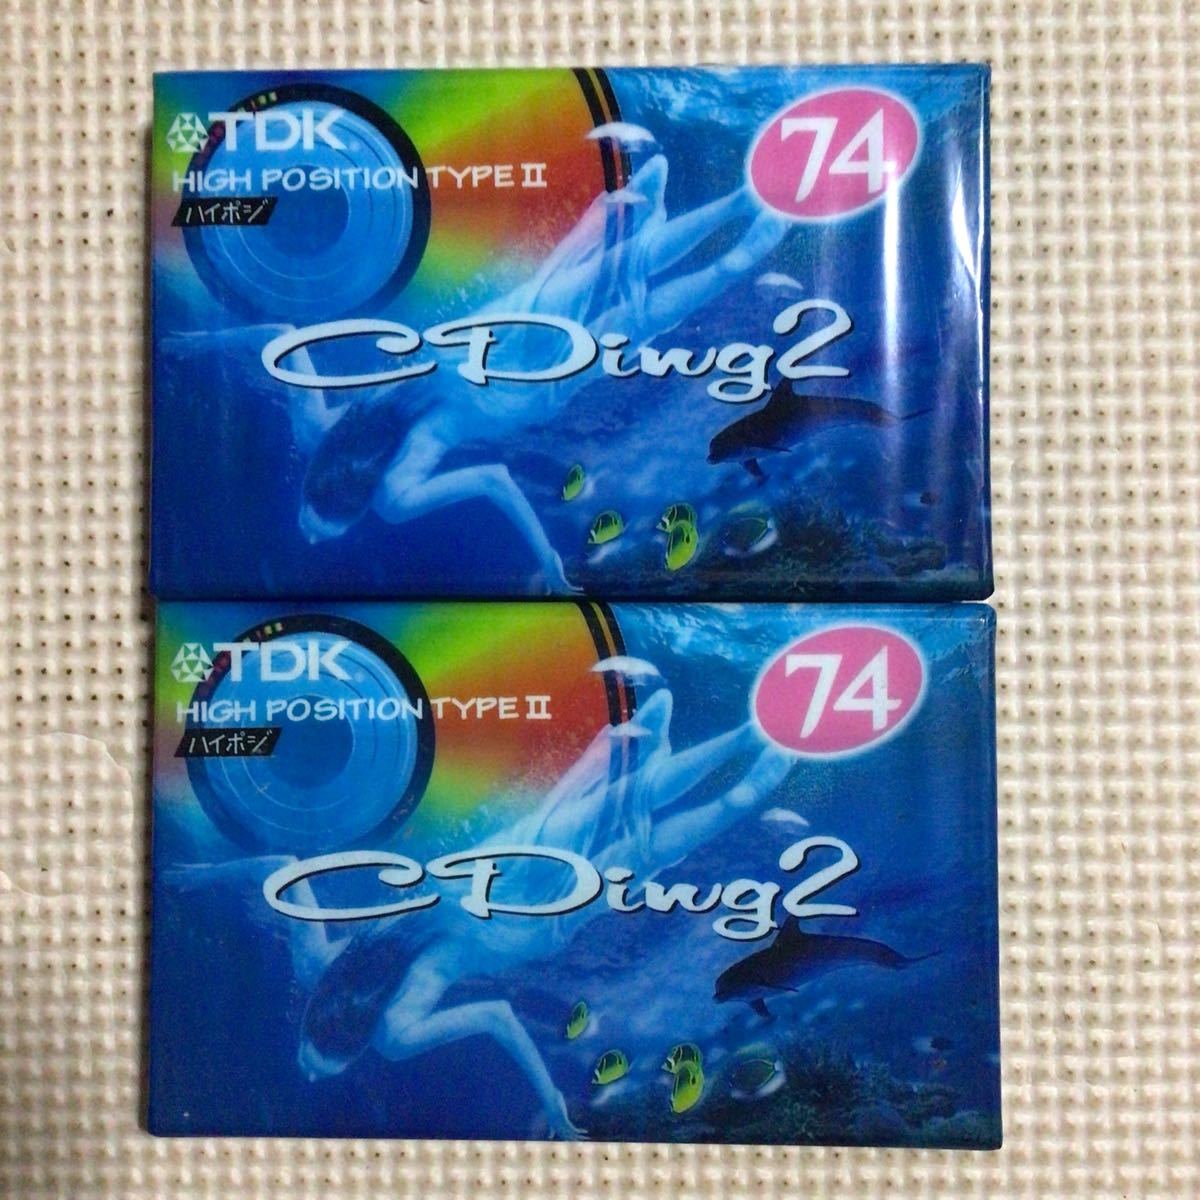 TDK
74
HIGH POSITION TYPE II
ハイポジ
CDing2
TDK
74
HIGH POSITION TYPE II
ハイポジ
CDing2